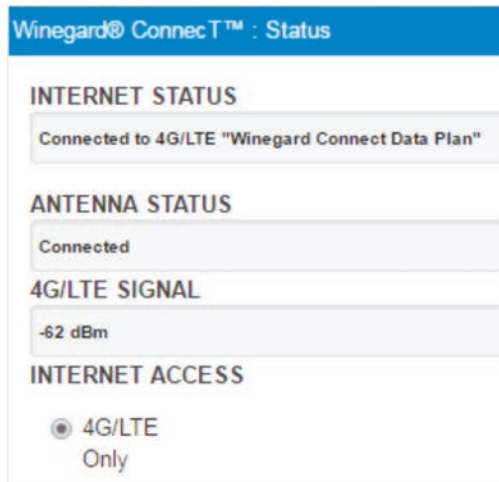 Winegard® ConnecT™ : Status
INTERNET STATUS
Connected to 4G/LTE "Winegard Connect Data Plan"
ANTENNA STATUS
Connected
4G/LTE SIGNAL
-62 dBm
INTERNET ACCESS
4G/LTE
Only